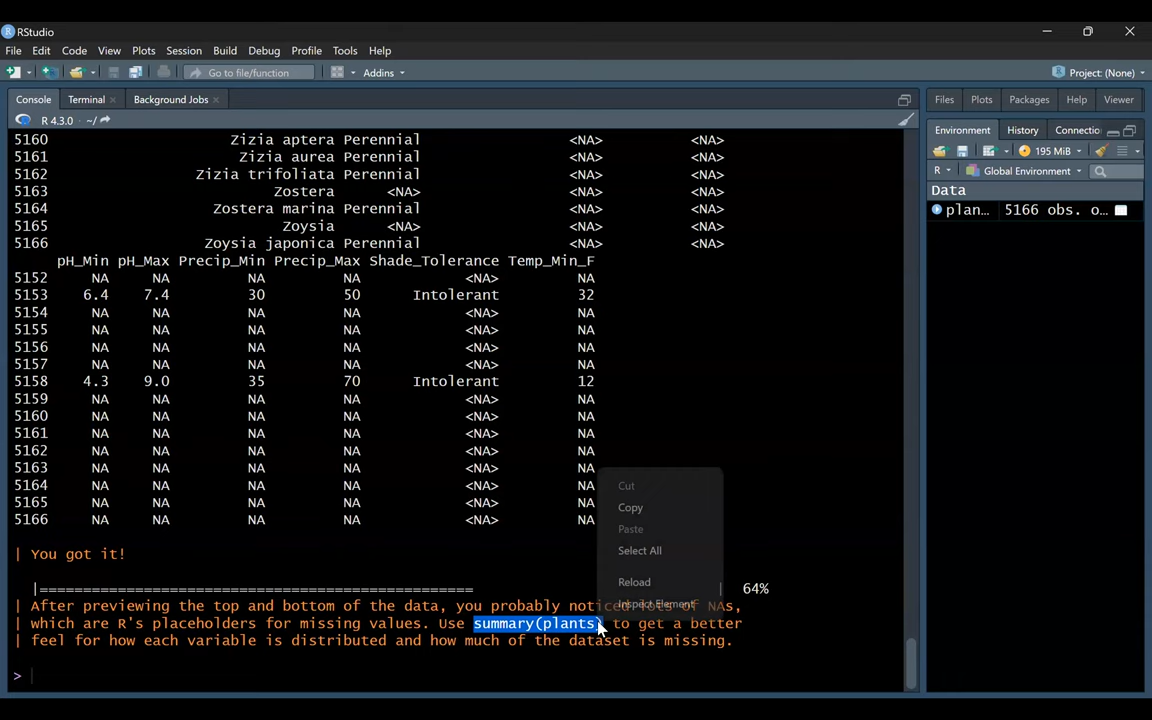 RStudio
File Edit Code View Plots Session Build Debug Profile Tools Help
Go to file/function Addins Project: (None)
Console Terminal Background Jobs
R 4.3.0 · ~/
5160 Zizia aptera Perennial <NA> <NA>
5161 Zizia aurea Perennial <NA> <NA>
5162 Zizia trifoliata Perennial <NA> <NA>
5163 Zostera <NA> <NA> <NA>
5164 Zostera marina Perennial <NA> <NA>
5165 Zoysia <NA> <NA> <NA>
5166 Zoysia japonica Perennial <NA> <NA>
pH_Min pH_Max Precip_Min Precip_Max Shade_Tolerance Temp_Min_F
5152 NA NA NA NA <NA> NA
5153 6.4 7.4 30 50 Intolerant 32
5154 NA NA NA NA <NA> NA
5155 NA NA NA NA <NA> NA
5156 NA NA NA NA <NA> NA
5157 NA NA NA NA <NA> NA
5158 4.3 9.0 35 70 Intolerant 12
5159 NA NA NA NA <NA> NA
5160 NA NA NA NA <NA> NA
5161 NA NA NA NA <NA> NA
5162 NA NA NA NA <NA> NA
5163 NA NA NA NA <NA> NA
5164 NA NA NA NA <NA> NA
5165 NA NA NA NA <NA> NA
5166 NA NA NA NA <NA> NA
| You got it!
|================================================== | 64%
| After previewing the top and bottom of the data, you probably noticed lots of NAs,
| which are R's placeholders for missing values. Use summary(plants) to get a better
| feel for how each variable is distributed and how much of the dataset is missing.
>
Cut
Copy
Paste
Select All
Reload
Inspect Element
Files Plots Packages Help Viewer
Environment History Connectio
195 MiB
R Global Environment
Data
plan… 5166 obs. o…